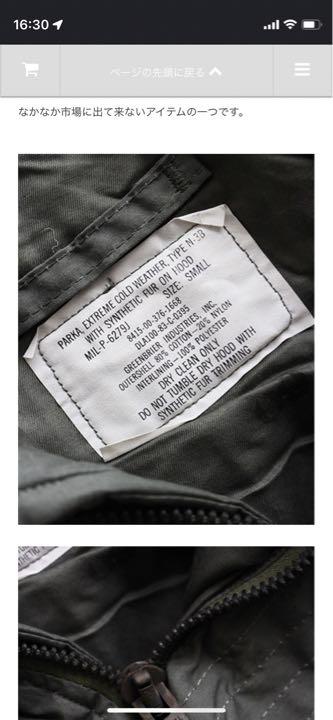 16:30
ページの先頭に戻る
なかなか市場に出て来ないアイテムの一つです。
PARKA, EXTREME COLD WEATHER, TYPE N-3B
WITH SYNTHETIC FUR ON HOOD
MIL-P-6279J SIZE: SMALL
8415-00-376-1668
DLA100-83-C-0395
GREENBRIER INDUSTRIES, INC.
OUTERSHELL 80% COTTON-20% NYLON
INTERLINING-100% POLYESTER
DRY CLEAN ONLY
DO NOT TUMBLE DRY HOOD WITH
SYNTHETIC FUR TRIMMING